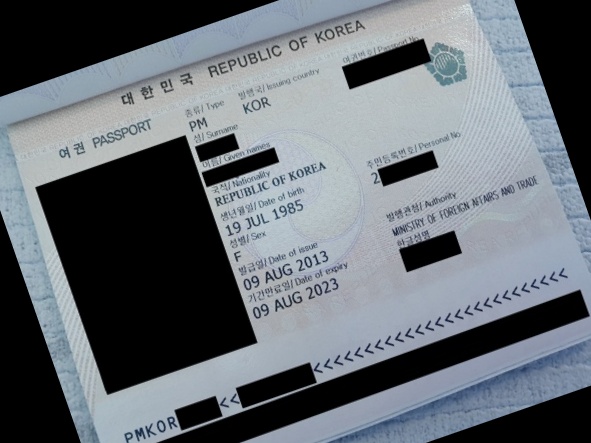 대한민국 REPUBLIC OF KOREA
여권 PASSPORT
종류/ Type 발행국/ Issuing country 여권번호/ Passport No.
PM KOR
성/ Surname
이름/ Given names
국적/ Nationality 주민등록번호/ Personal No.
REPUBLIC OF KOREA 2
생년월일/ Date of birth
19 JUL 1985
성별/ Sex 발행관청/ Authority
F MINISTRY OF FOREIGN AFFAIRS AND TRADE
발급일/ Date of issue 한글성명
09 AUG 2013
기간만료일/ Date of expiry
09 AUG 2023
PMKOR <<